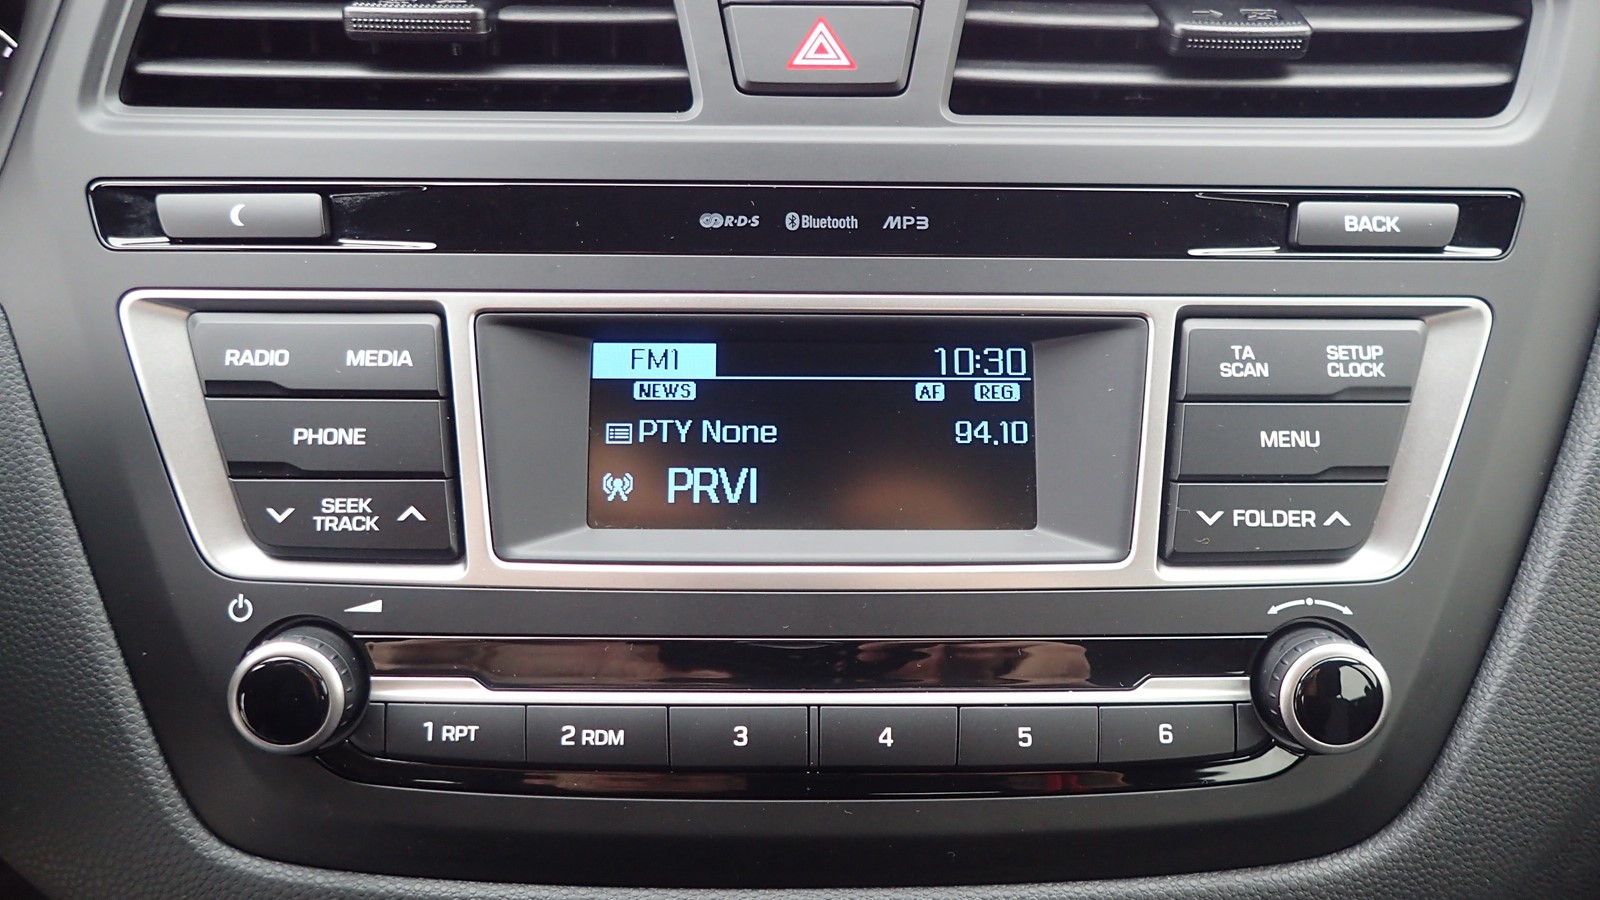 R·D·S Bluetooth MP3
BACK
RADIO MEDIA
PHONE
SEEK
TRACK
FM1 10:30
NEWS AF REG
PTY None 94.10
PRVI
TA
SCAN
SETUP
CLOCK
MENU
FOLDER
1 RPT 2 RDM 3 4 5 6